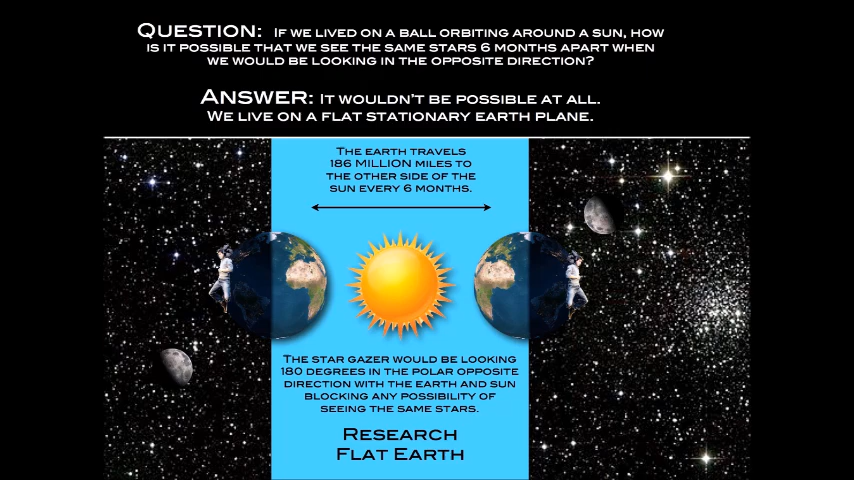 Question: If we lived on a ball orbiting around a sun, how
is it possible that we see the same stars 6 months apart when
we would be looking in the opposite direction?
Answer: It wouldn't be possible at all.
We live on a flat stationary earth plane.
The earth travels
186 million miles to
the other side of the
sun every 6 months.
The star gazer would be looking
180 degrees in the polar opposite
direction with the earth and sun
blocking any possibility of
seeing the same stars.
Research
Flat Earth